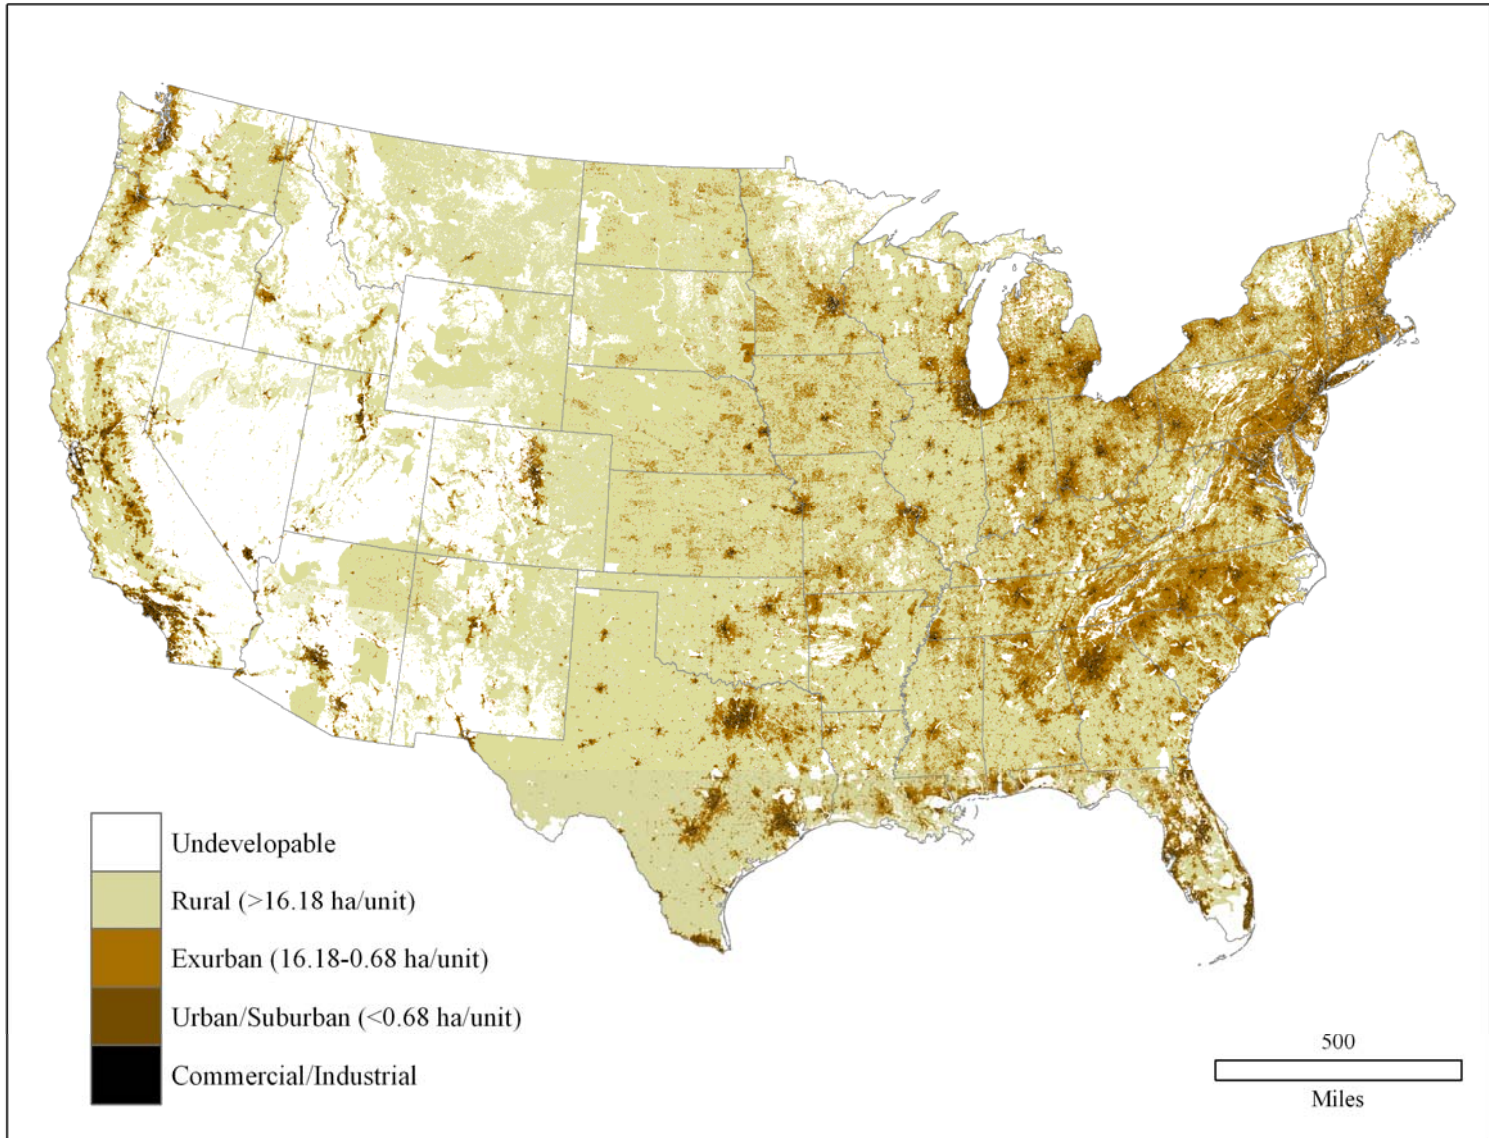 Undevelopable
Rural (>16.18 ha/unit)
Exurban (16.18-0.68 ha/unit)
Urban/Suburban (<0.68 ha/unit)
Commercial/Industrial
500
Miles